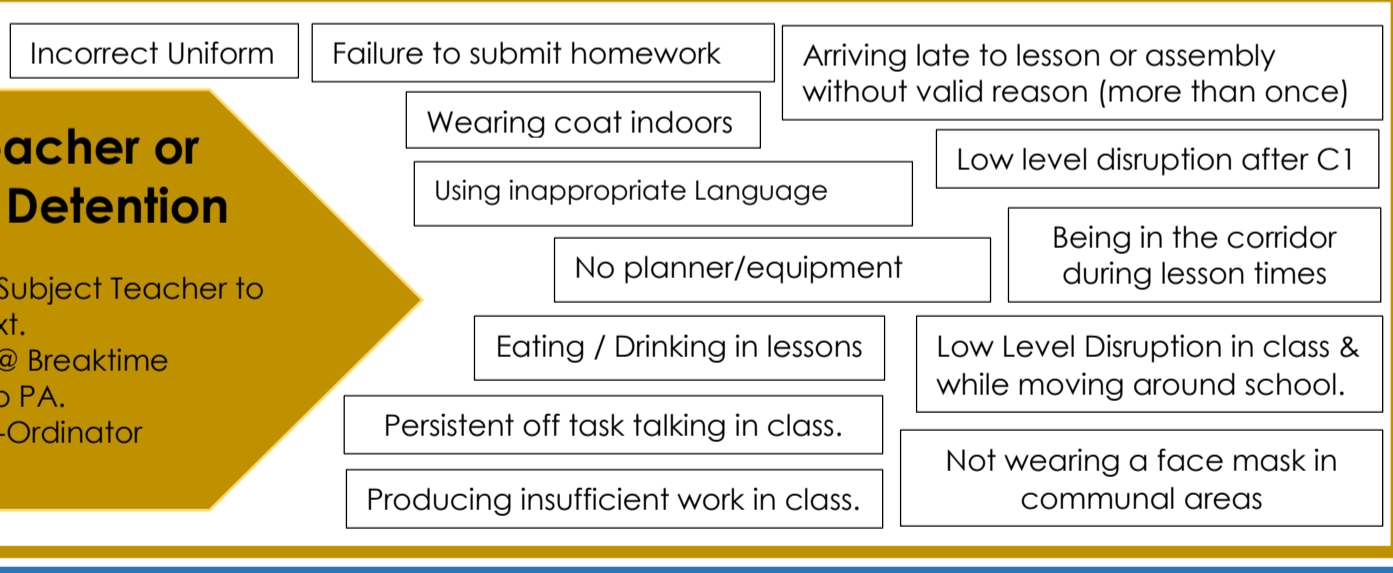 Incorrect Uniform
Failure to submit homework
Arriving late to lesson or assembly
without valid reason (more than once)
Wearing coat indoors
Low level disruption after C1
Using inappropriate Language
Being in the corridor
during lesson times
No planner/equipment
Eating / Drinking in lessons
Low Level Disruption in class &
while moving around school.
Persistent off task talking in class.
Not wearing a face mask in
communal areas
Producing insufficient work in class.
or
Detention
Subject Teacher to
@ Breaktime
PA.
-Ordinator